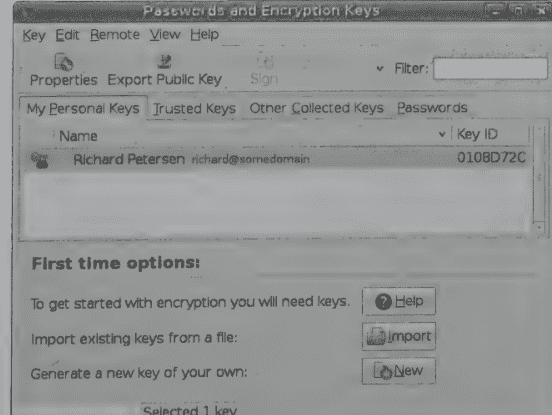 Passwords and Encryption Keys
Key Edit Remote View Help
Properties Export Public Key Sign Filter:
My Personal Keys Trusted Keys Other Collected Keys Passwords
Name Key ID
Richard Petersen richard@somedomain 0108D72C
First time options:
To get started with encryption you will need keys. Help
Import existing keys from a file: Import
Generate a new key of your own: New
Selected 1 key